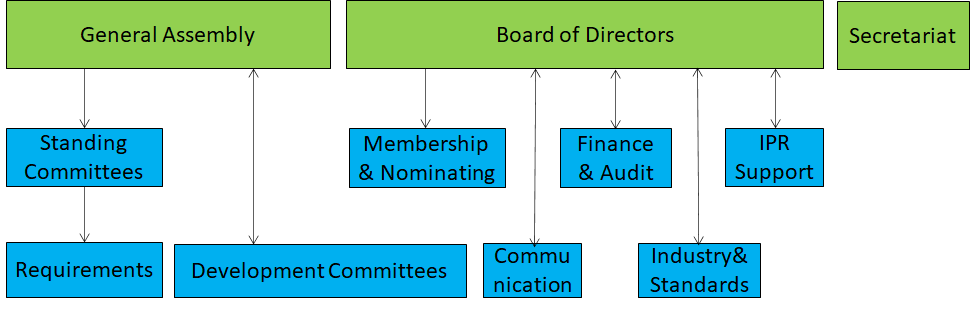 General Assembly
Board of Directors
Secretariat
Standing
Committees
Membership
& Nominating
Finance
& Audit
IPR
Support
Requirements
Development Committees
Commu
nication
Industry&
Standards